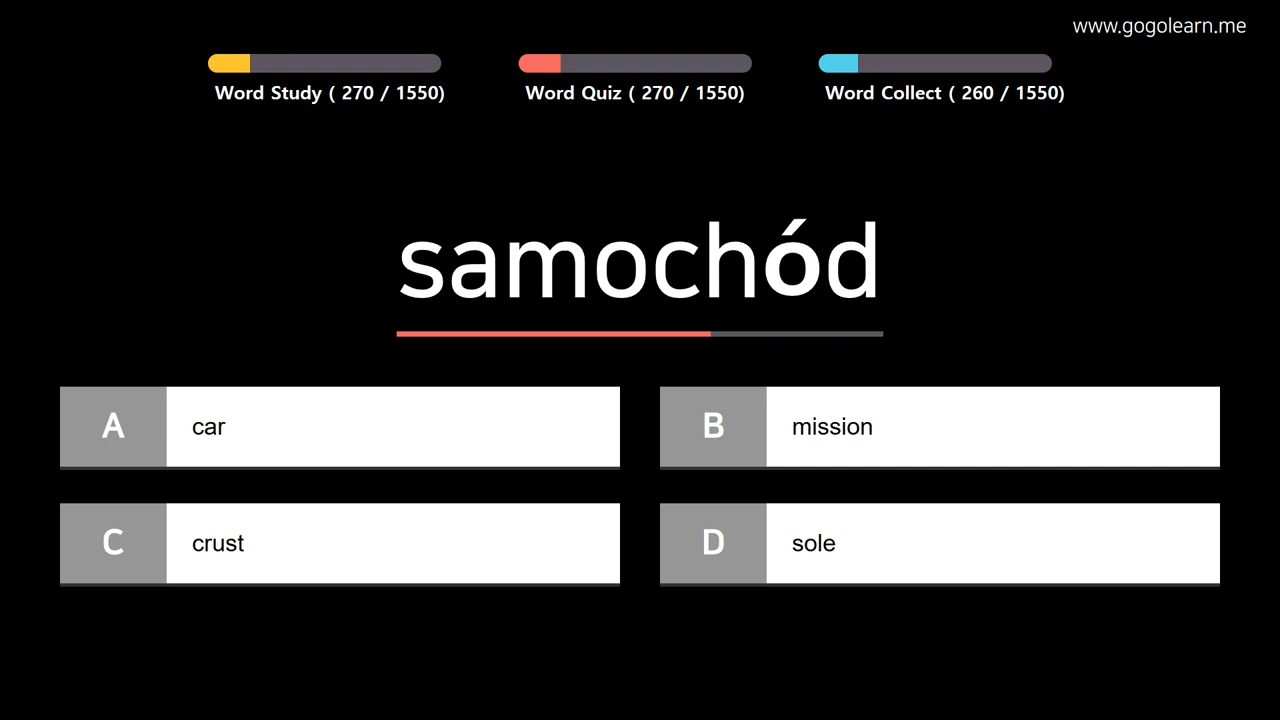 www.gogolearn.me
Word Study ( 270 / 1550)
Word Quiz ( 270 / 1550)
Word Collect ( 260 / 1550)
samochód
A car
B mission
C crust
D sole